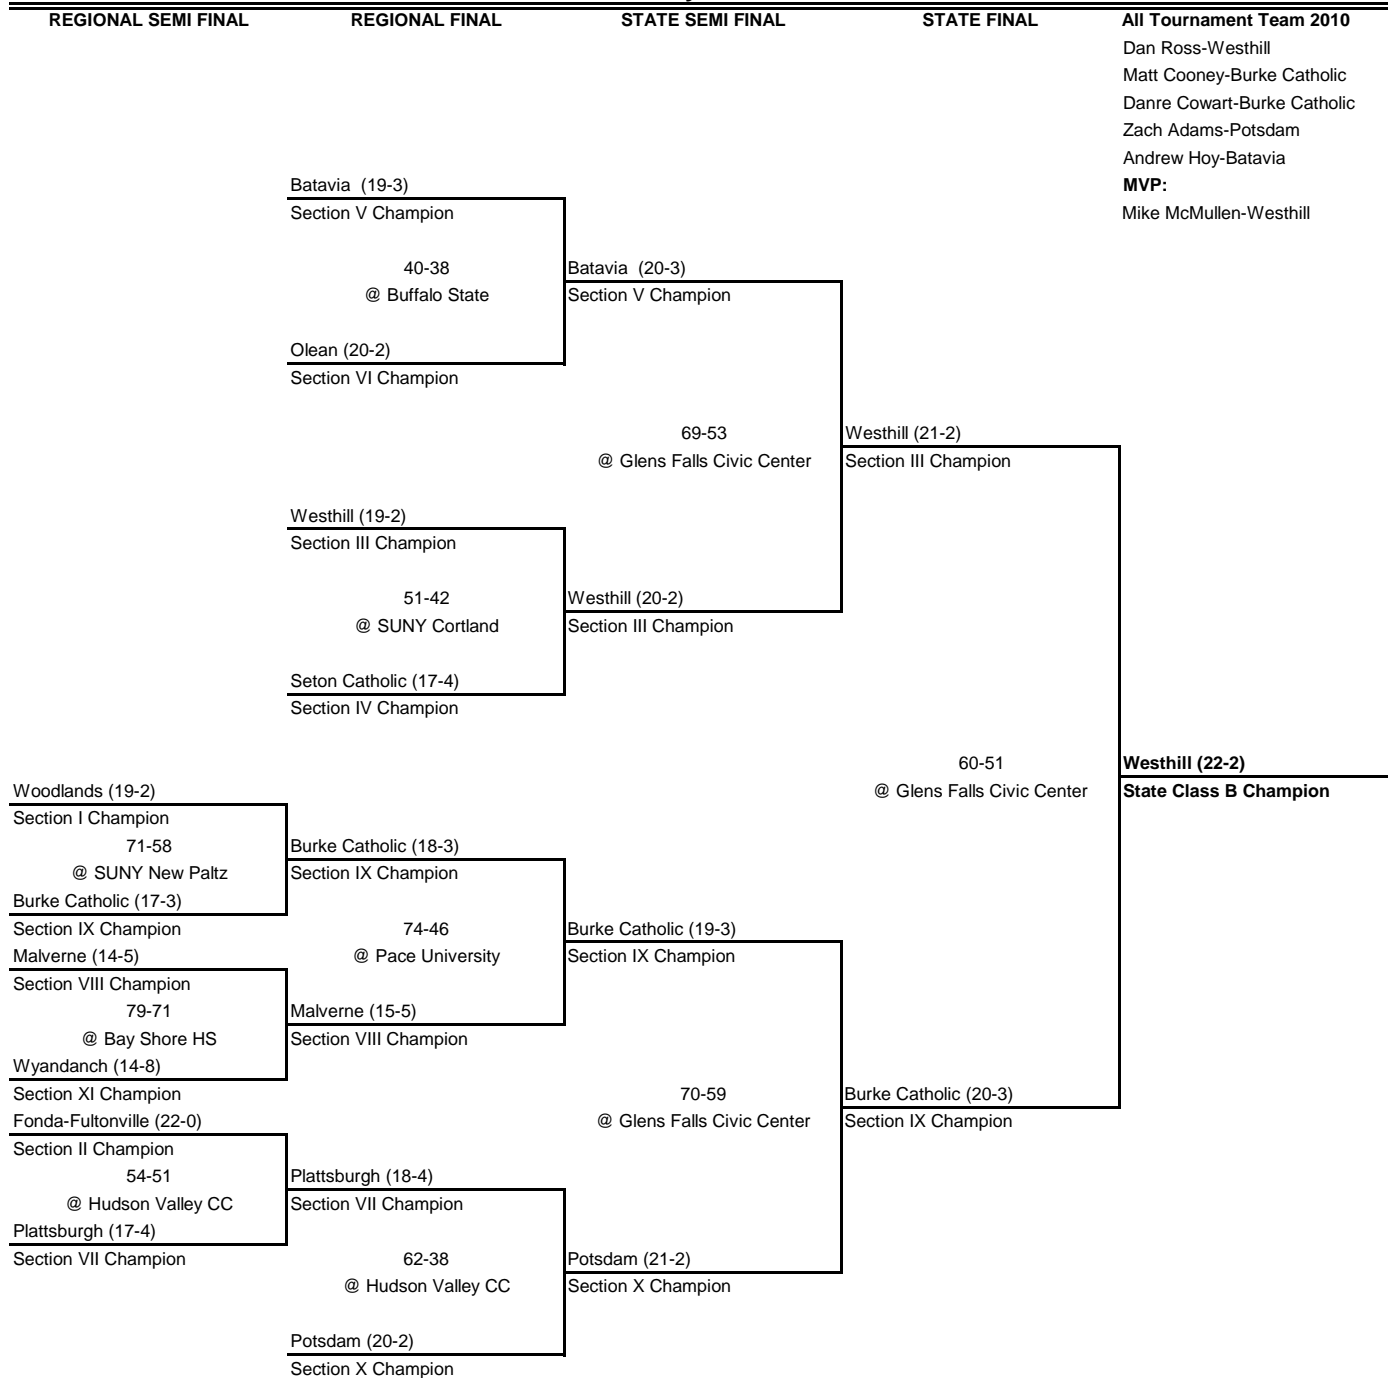 REGIONAL SEMI FINAL REGIONAL FINAL STATE SEMI FINAL STATE FINAL All Tournament Team 2010
Dan Ross-Westhill
Matt Cooney-Burke Catholic
Danre Cowart-Burke Catholic
Zach Adams-Potsdam
Andrew Hoy-Batavia
Batavia (19-3) MVP:
Section V Champion Mike McMullen-Westhill
40-38 Batavia (20-3)
@ Buffalo State Section V Champion
Olean (20-2)
Section VI Champion
69-53 Westhill (21-2)
@ Glens Falls Civic Center Section III Champion
Westhill (19-2)
Section III Champion
51-42 Westhill (20-2)
@ SUNY Cortland Section III Champion
Seton Catholic (17-4)
Section IV Champion
60-51 Westhill (22-2)
Woodlands (19-2) @ Glens Falls Civic Center State Class B Champion
Section I Champion
71-58 Burke Catholic (18-3)
@ SUNY New Paltz Section IX Champion
Burke Catholic (17-3)
Section IX Champion 74-46 Burke Catholic (19-3)
Malverne (14-5) @ Pace University Section IX Champion
Section VIII Champion
79-71 Malverne (15-5)
@ Bay Shore HS Section VIII Champion
Wyandanch (14-8)
Section XI Champion 70-59 Burke Catholic (20-3)
Fonda-Fultonville (22-0) @ Glens Falls Civic Center Section IX Champion
Section II Champion
54-51 Plattsburgh (18-4)
@ Hudson Valley CC Section VII Champion
Plattsburgh (17-4)
Section VII Champion 62-38 Potsdam (21-2)
@ Hudson Valley CC Section X Champion
Potsdam (20-2)
Section X Champion